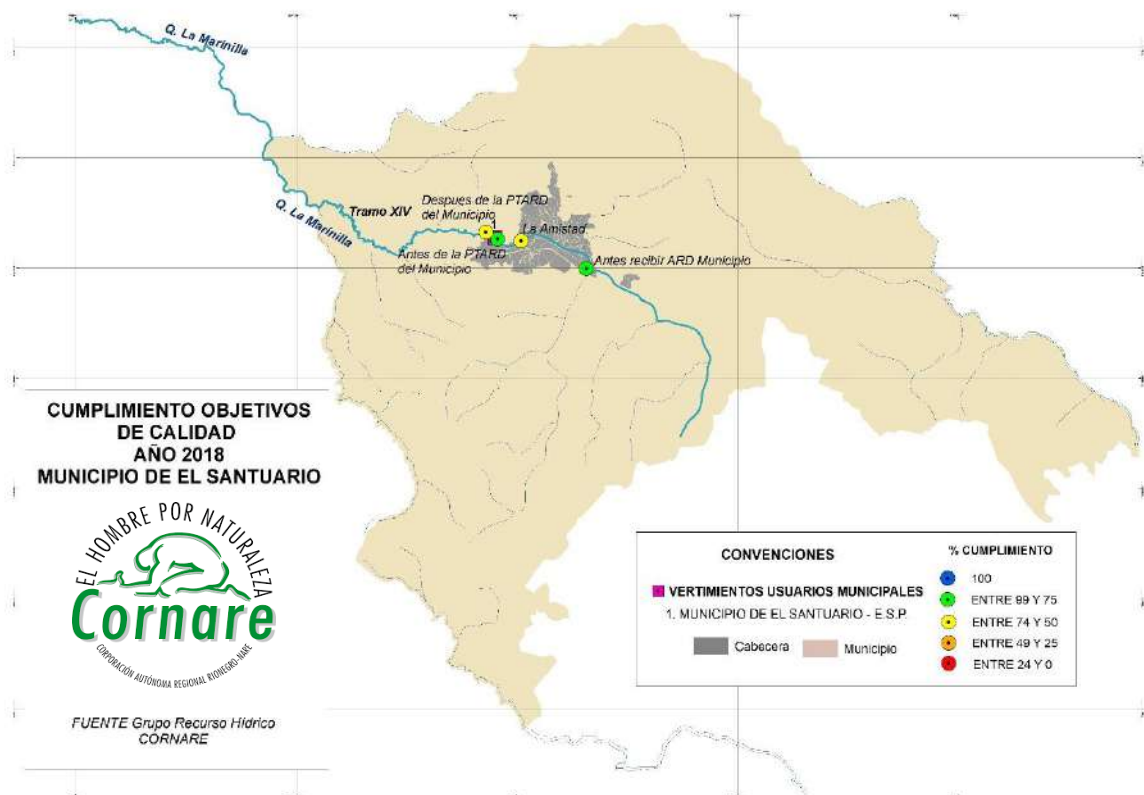 Q. La Marinilla
Despues de la PTARD
del Municipio
1
Tramo XIV
Q. La Marinilla
La Amistad
Antes de la PTARD
del Municipio
Antes recibir ARD Municipio
CUMPLIMIENTO OBJETIVOS
DE CALIDAD
AÑO 2018
MUNICIPIO DE EL SANTUARIO
EL HOMBRE POR NATURALEZA
Cornare
CORPORACIÓN AUTÓNOMA REGIONAL RIONEGRO-NARE
FUENTE Grupo Recurso Hídrico
CORNARE
CONVENCIONES
VERTIMIENTOS USUARIOS MUNICIPALES
1. MUNICIPIO DE EL SANTUARIO - E.S.P.
Cabecera Municipio
% CUMPLIMIENTO
100
ENTRE 99 Y 75
ENTRE 74 Y 50
ENTRE 49 Y 25
ENTRE 24 Y 0